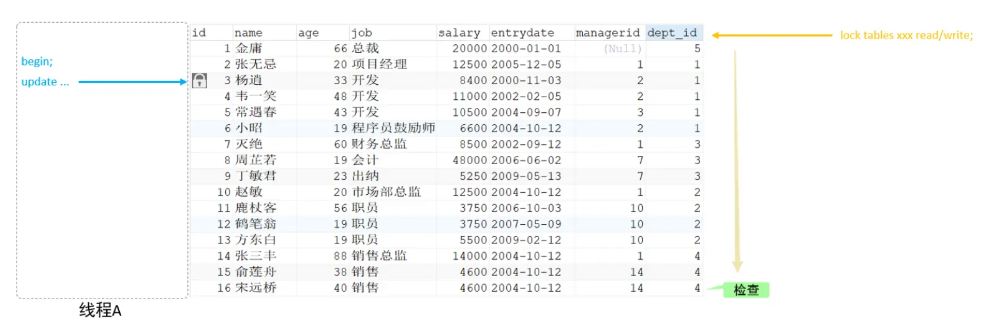 id name age job salary entrydate managerid dept_id
1 金庸 66 总裁 20000 2000-01-01 (Null) 5
2 张无忌 20 项目经理 12500 2005-12-05 1 1
3 杨逍 33 开发 8400 2000-11-03 2 1
4 韦一笑 48 开发 11000 2002-02-05 2 1
5 常遇春 43 开发 10500 2004-09-07 3 1
6 小昭 19 程序员鼓励师 6600 2004-10-12 2 1
7 灭绝 60 财务总监 8500 2002-09-12 1 3
8 周芷若 19 会计 48000 2006-06-02 7 3
9 丁敏君 23 出纳 5250 2009-05-13 7 3
10 赵敏 20 市场部总监 12500 2004-10-12 1 2
11 鹿杖客 56 职员 3750 2006-10-03 10 2
12 鹤笔翁 19 职员 3750 2007-05-09 10 2
13 方东白 19 职员 5500 2009-02-12 10 2
14 张三丰 88 销售总监 14000 2004-10-12 1 4
15 俞莲舟 38 销售 4600 2004-10-12 14 4
16 宋远桥 40 销售 4600 2004-10-12 14 4
begin;
update ...
线程A
lock tables xxx read/write;
检查